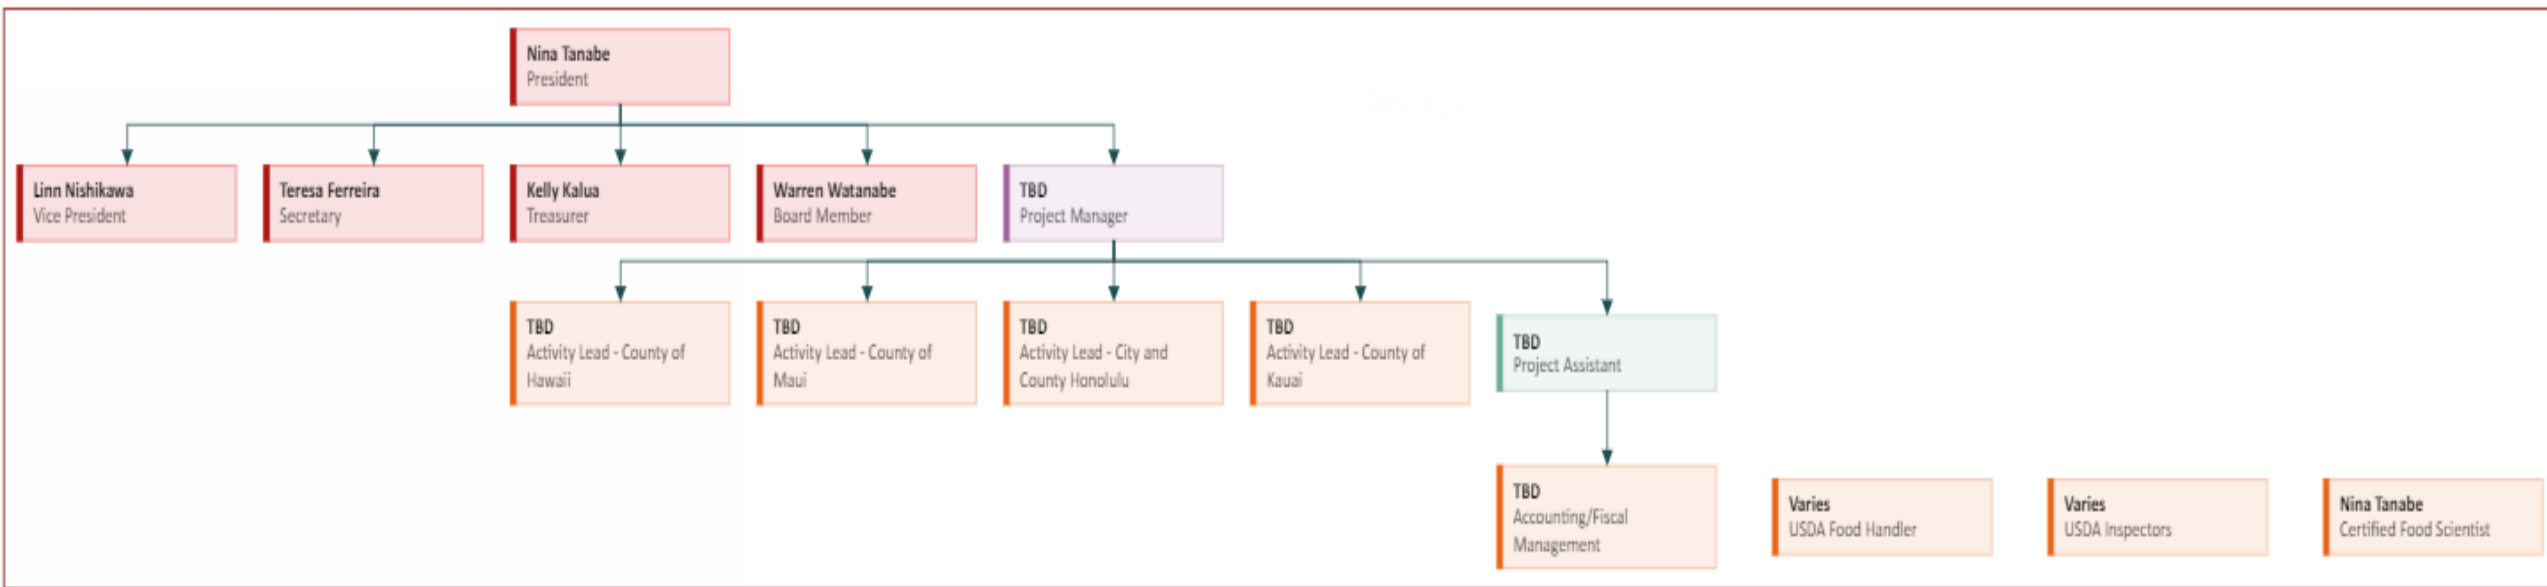 Nina Tanabe
President
Linn Nishikawa
Vice President
Teresa Ferreira
Secretary
Kelly Kalua
Treasurer
Warren Watanabe
Board Member
TBD
Project Manager
TBD
Activity Lead - County of
Hawaii
TBD
Activity Lead - County of
Maui
TBD
Activity Lead - City and
County Honolulu
TBD
Activity Lead - County of
Kauai
TBD
Project Assistant
TBD
Accounting/Fiscal
Management
Varies
USDA Food Handler
Varies
USDA Inspectors
Nina Tanabe
Certified Food Scientist